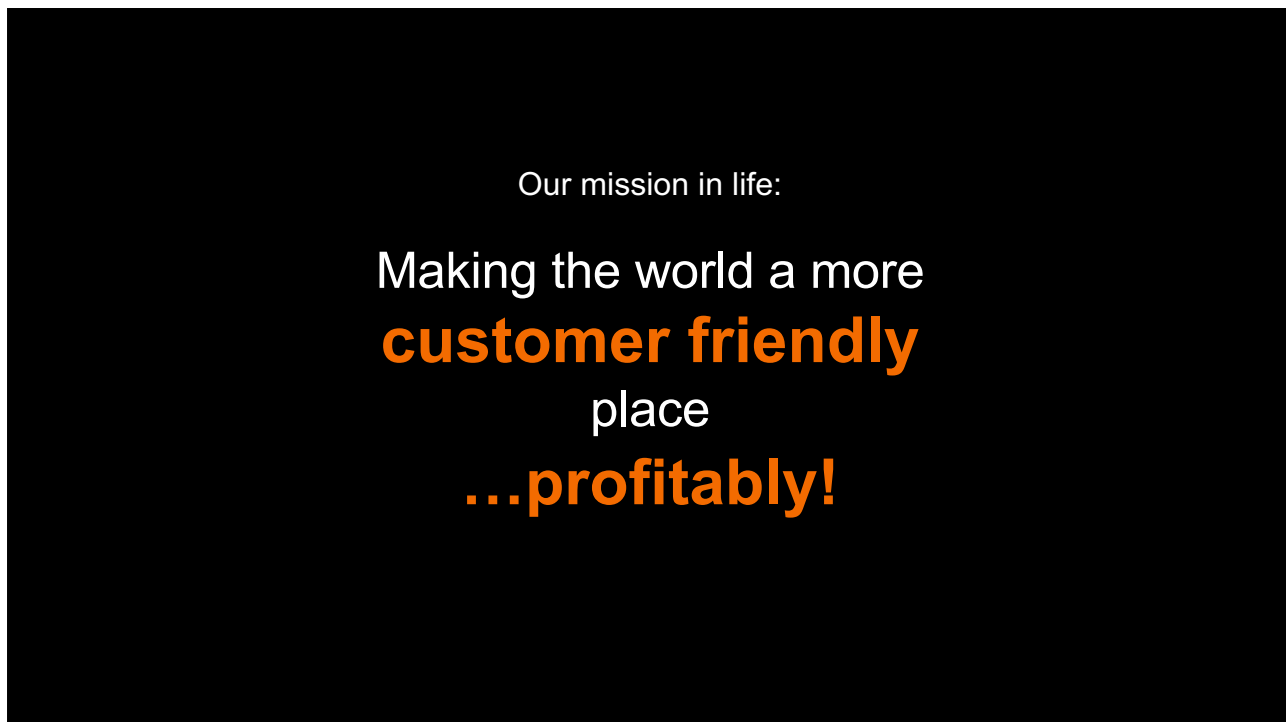 Our mission in life:
Making the world a more
customer friendly
place
…profitably!